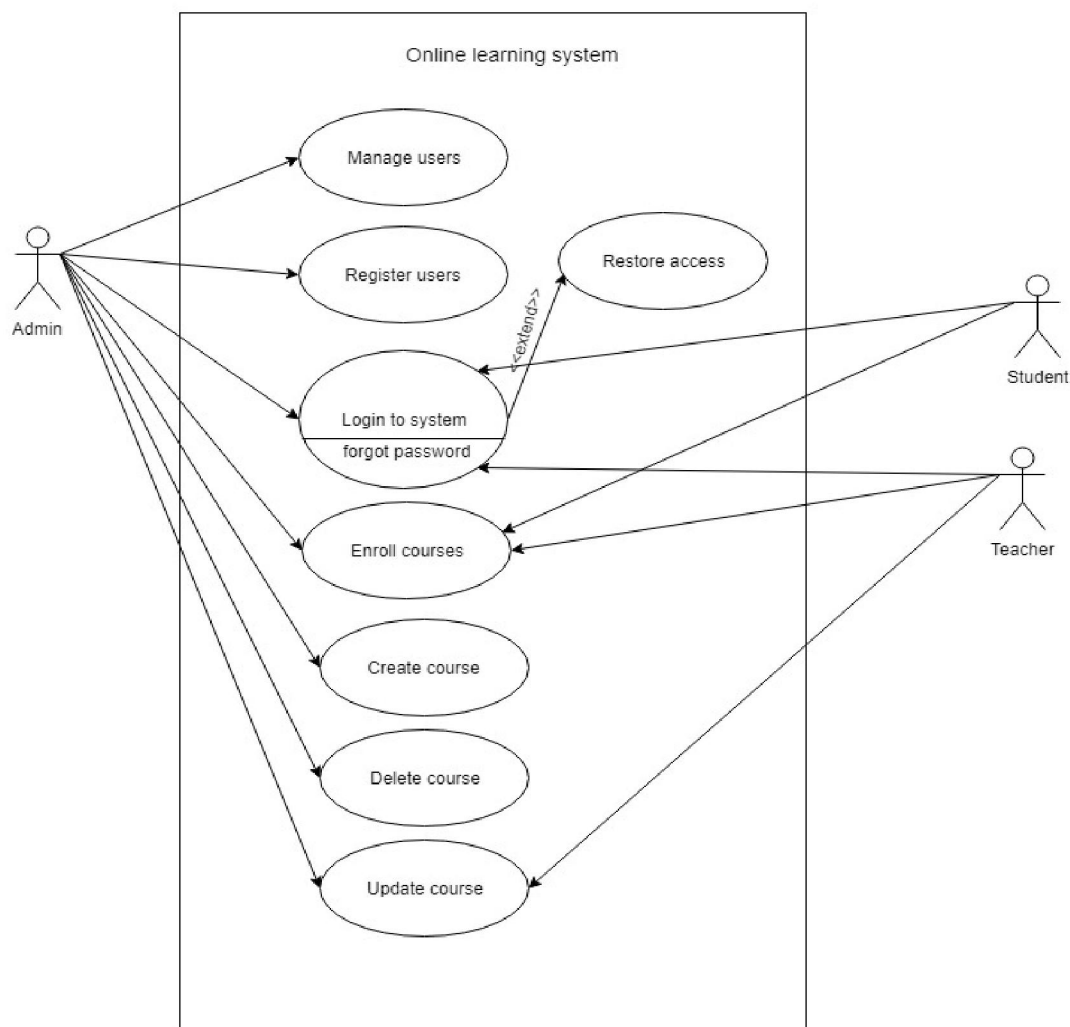 Online learning system
Manage users
Register users
Restore access
Admin
<<extend>>
Student
Login to system
forgot password
Enroll courses
Teacher
Create course
Delete course
Update course